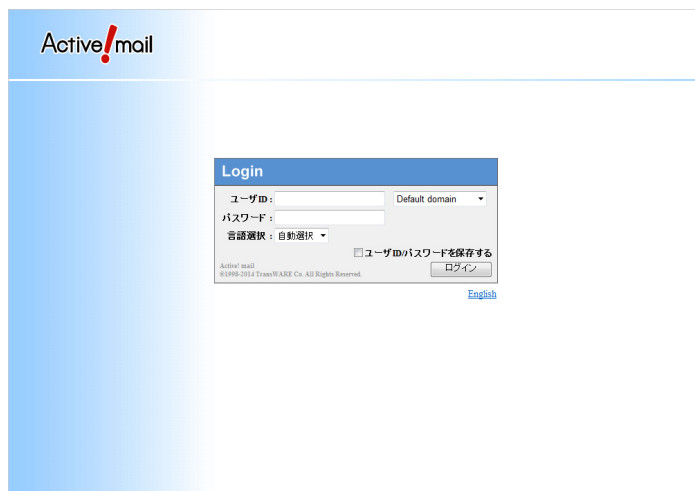 Active!mail
Login
ユーザID : Default domain
パスワード :
言語選択 : 自動選択
ユーザID/パスワードを保存する
Active! mail
©1998-2014 TransWARE Co. All Rights Reserved.
ログイン
English